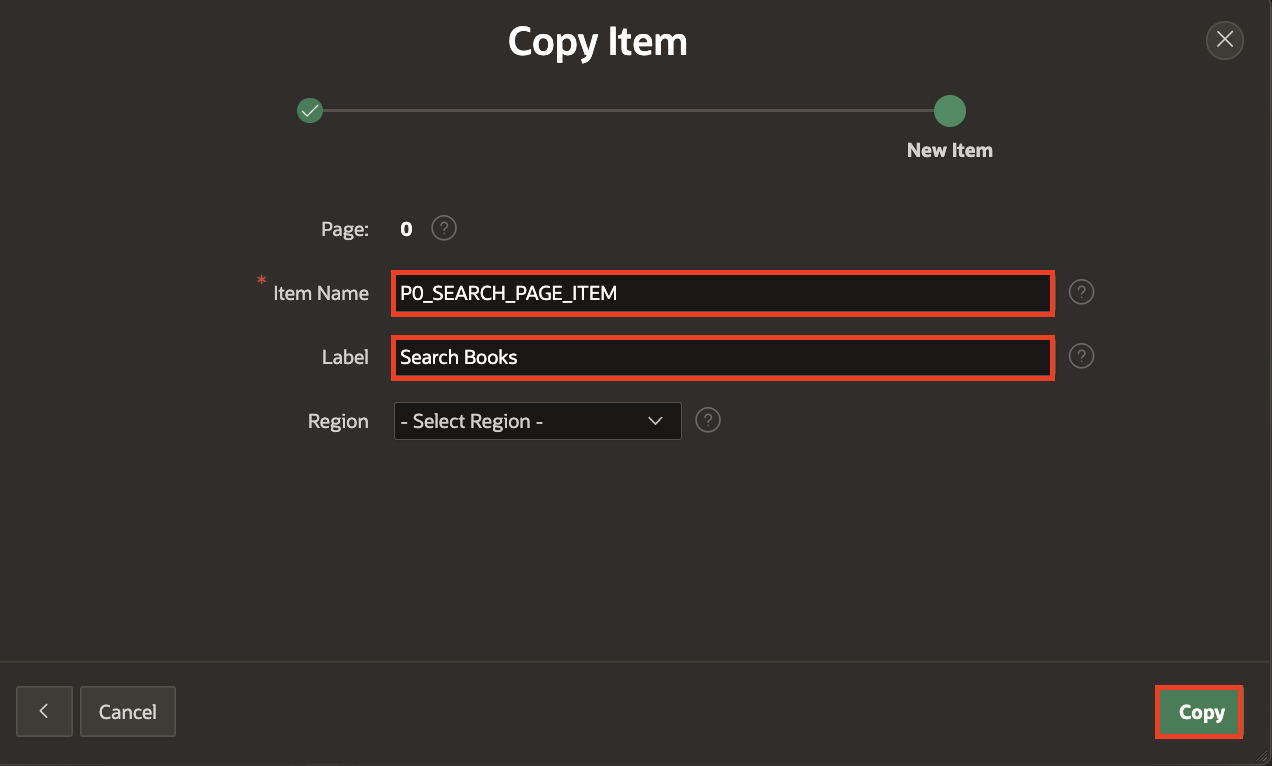 Copy Item
New Item
Page: 0 ?
* Item Name P0_SEARCH_PAGE_ITEM ?
Label Search Books ?
Region - Select Region - ?
Cancel Copy